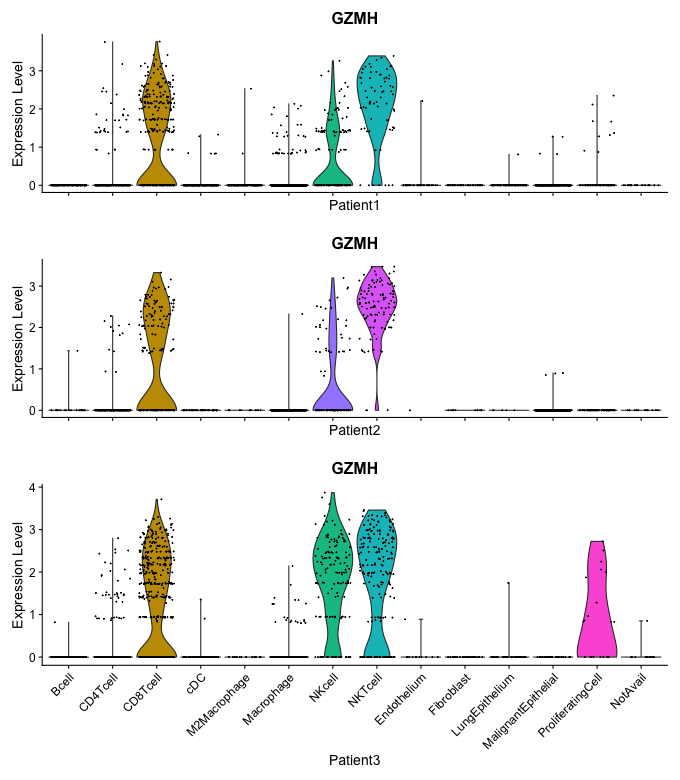 GZMH
Expression Level
3
2
1
0
Patient1
GZMH
Expression Level
3
2
1
0
Patient2
GZMH
Expression Level
4
3
2
1
0
Bcell
CD4Tcell
CD8Tcell
cDC
M2Macrophage
Macrophage
NKcell
NKTcell
Endothelium
Fibroblast
LungEpithelium
MalignantEpithelial
ProliferatingCell
NotAvail
Patient3